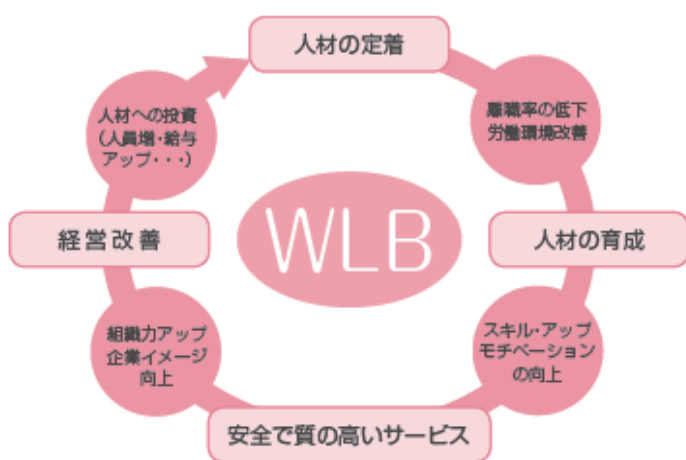 人材の定着
離職率の低下
労働環境改善
人材の育成
スキル・アップ
モチベーション
の向上
安全で質の高いサービス
組織力アップ
企業イメージ
向上
経営改善
人材への投資
(人員増・給与
アップ・・・)
WLB